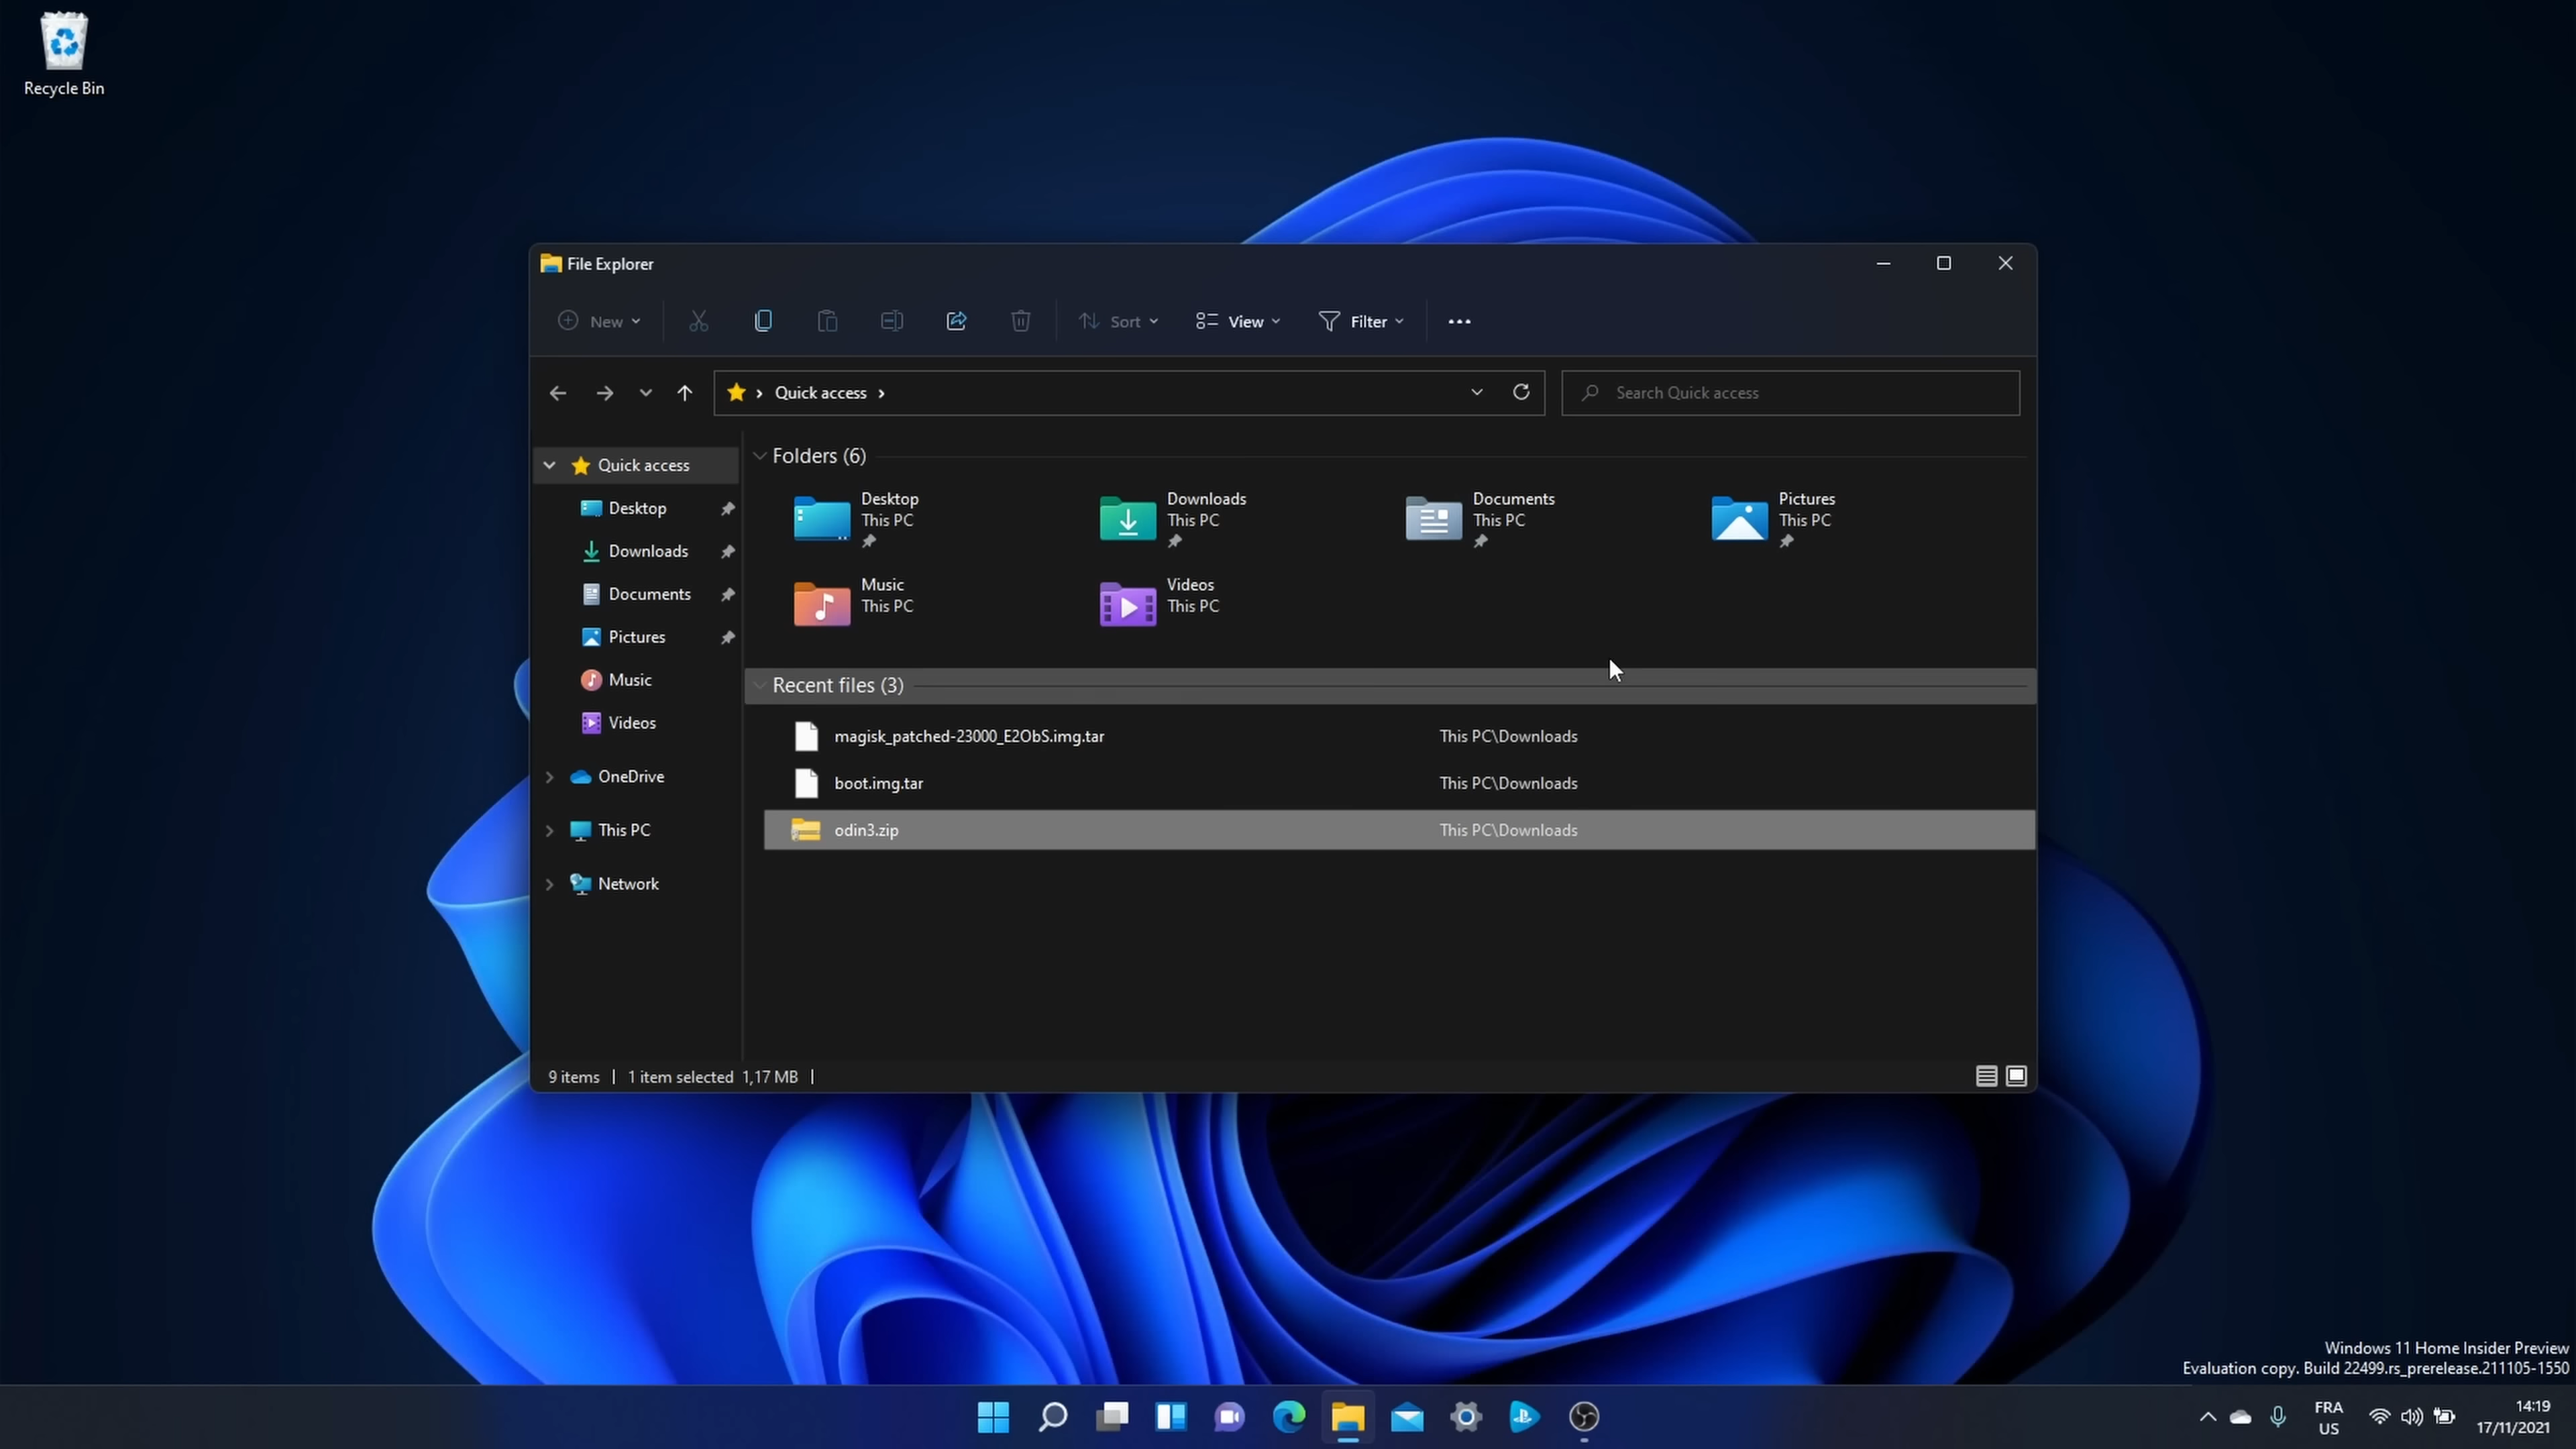 Recycle Bin
File Explorer
New
Sort
View
Filter
Quick access
Search Quick access
Quick access
Desktop
Downloads
Documents
Pictures
Music
Videos
OneDrive
This PC
Network
Folders (6)
Desktop
This PC
Downloads
This PC
Documents
This PC
Pictures
This PC
Music
This PC
Videos
This PC
Recent files (3)
magisk_patched-23000_E2ObS.img.tar This PC\Downloads
boot.img.tar This PC\Downloads
odin3.zip This PC\Downloads
9 items | 1 item selected 1,17 MB |
Windows 11 Home Insider Preview
Evaluation copy. Build 22499.rs_prerelease.211105-1550
FRA
US
14:19
17/11/2021